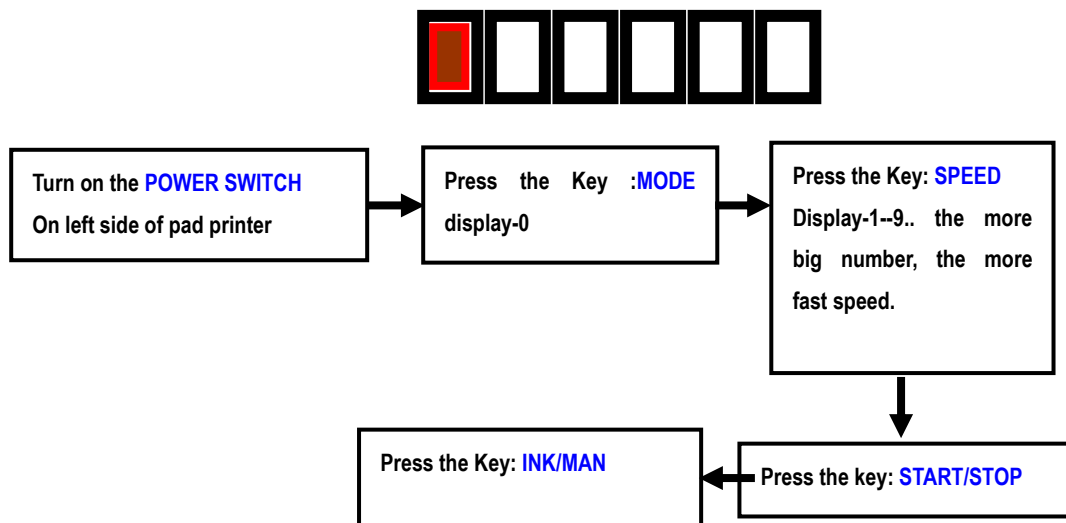 Turn on the POWER SWITCH
On left side of pad printer
Press the Key :MODE
display-0
Press the Key: SPEED
Display-1--9.. the more
big number, the more
fast speed.
Press the key: START/STOP
Press the Key: INK/MAN